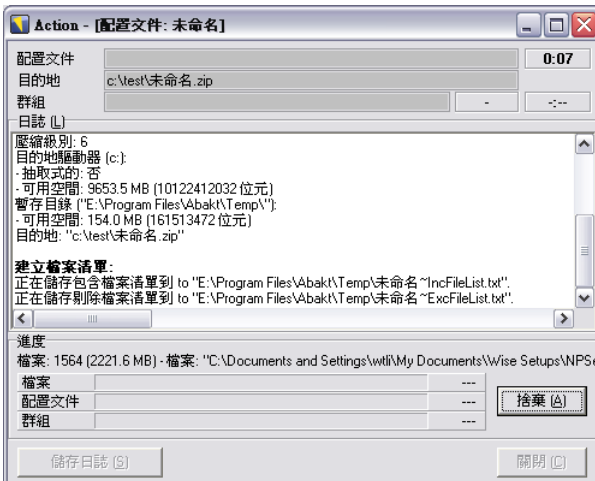 Action - [配置文件: 未命名]
配置文件 0:07
目的地 c:\test\未命名.zip
群組 - -:--
日誌 (L)
壓縮級別: 6
目的地驅動器 (c:):
- 抽取式的: 否
- 可用空間: 9653.5 MB (10122412032 位元)
暫存目錄 ("E:\Program Files\Abakt\Temp\"):
- 可用空間: 154.0 MB (161513472 位元)
目的地: "c:\test\未命名.zip"
建立檔案清單:
正在儲存包含檔案清單到 to "E:\Program Files\Abakt\Temp\未命名~IncFileList.txt".
正在儲存剔除檔案清單到 to "E:\Program Files\Abakt\Temp\未命名~ExcFileList.txt".
進度
檔案: 1564 (2221.6 MB) - 檔案: "C:\Documents and Settings\wtli\My Documents\Wise Setups\NPSe
檔案 ---
配置文件 --- 捨棄 (A)
群組 ---
儲存日誌 (S) 關閉 (C)